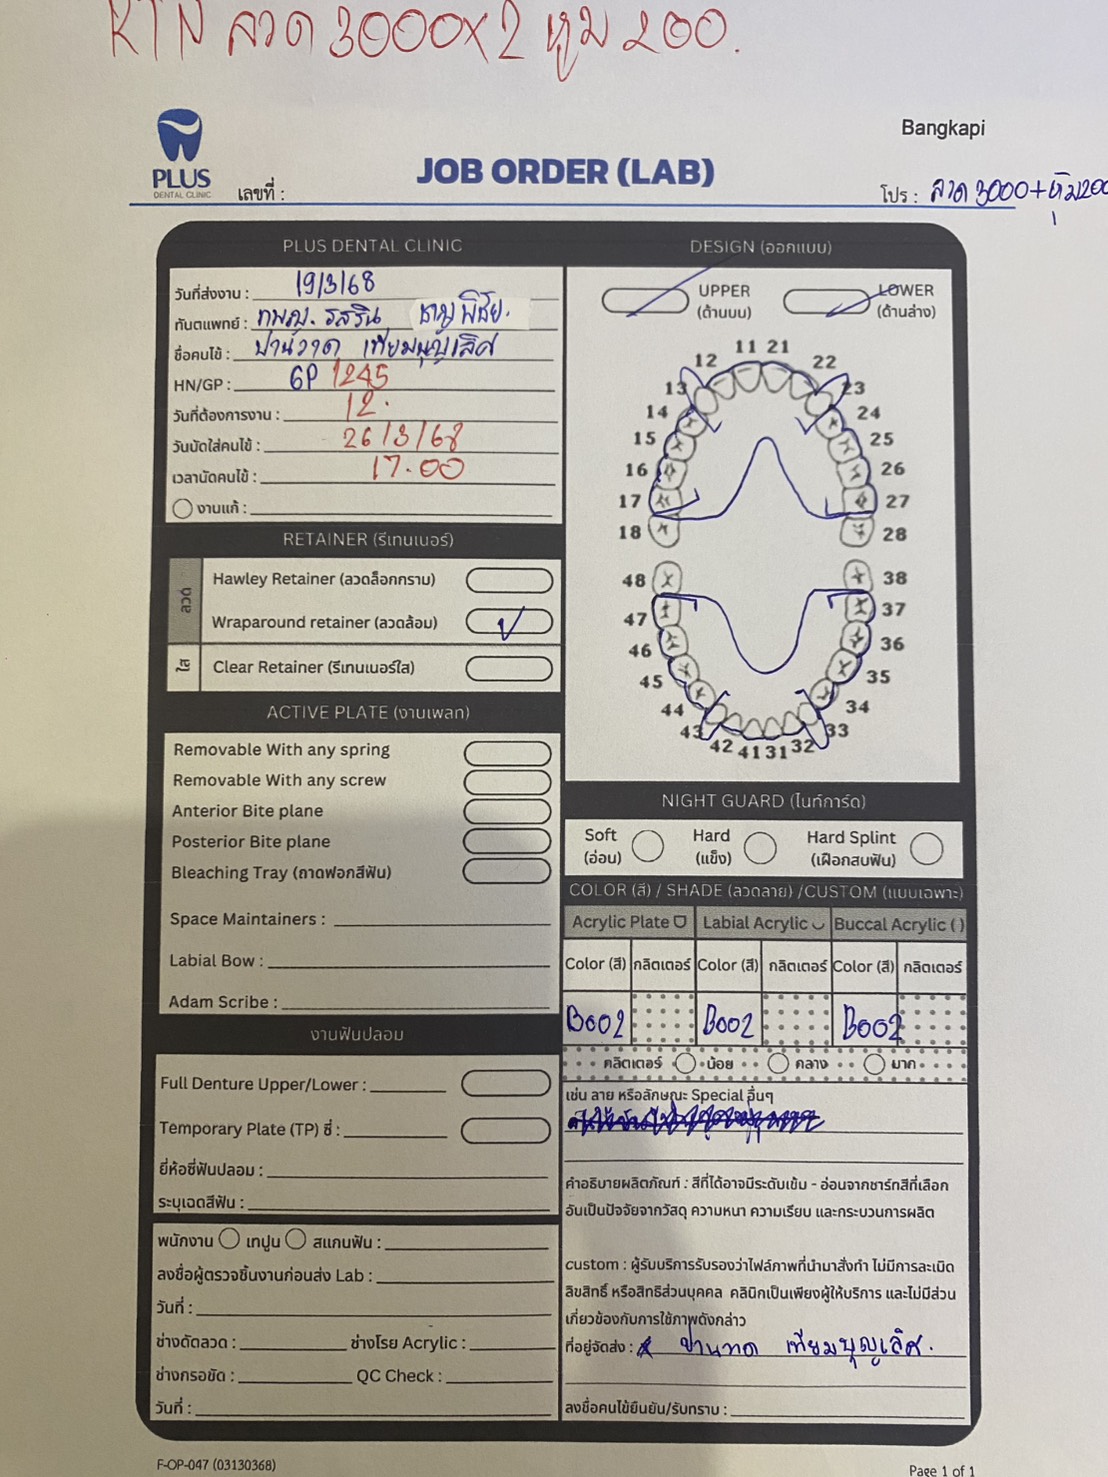 RTN ลวด 3000x2 หุ้ม 200.
PLUS
DENTAL CLINIC
เลขที่ :
JOB ORDER (LAB)
Bangkapi
โปร : ลวด 3000+หุ้ม200
PLUS DENTAL CLINIC
วันที่ส่งงาน : 19/3/68
ทันตแพทย์ : ทพญ. รสริน ชาญพิชัย.
ชื่อคนไข้ : ปานวาด เทียมบุญเลิศ
HN/GP : GP 1245
วันที่ต้องการงาน : 12.
วันนัดใส่คนไข้ : 26/3/68
เวลานัดคนไข้ : 17.00
งานแก้ :
RETAINER (รีเทนเนอร์)
ลวด
Hawley Retainer (ลวดล็อกกราม)
Wraparound retainer (ลวดล้อม) ✓
ใส
Clear Retainer (รีเทนเนอร์ใส)
ACTIVE PLATE (งานเพลท)
Removable With any spring
Removable With any screw
Anterior Bite plane
Posterior Bite plane
Bleaching Tray (ถาดฟอกสีฟัน)
Space Maintainers :
Labial Bow :
Adam Scribe :
งานฟันปลอม
Full Denture Upper/Lower :
Temporary Plate (TP) ซี่ :
ยี่ห้อซี่ฟันปลอม :
ระบุเฉดสีฟัน :
พนักงาน เทปูน สแกนฟัน :
ลงชื่อผู้ตรวจชิ้นงานก่อนส่ง Lab :
วันที่ :
ช่างดัดลวด : ช่างโรย Acrylic :
ช่างกรอขัด : QC Check :
วันที่ :
DESIGN (ออกแบบ)
UPPER
(ด้านบน)
LOWER
(ด้านล่าง)
11 21
12 22
13 23
14 24
15 25
16 26
17 27
18 28
48 38
47 37
46 36
45 35
44 34
43 33
42 41 31 32
NIGHT GUARD (ไนท์การ์ด)
Soft
(อ่อน)
Hard
(แข็ง)
Hard Splint
(เฝือกสบฟัน)
COLOR (สี) / SHADE (ลวดลาย) /CUSTOM (แบบเฉพาะ)
Acrylic Plate Labial Acrylic Buccal Acrylic ( )
Color (สี) กลิตเตอร์ Color (สี) กลิตเตอร์ Color (สี) กลิตเตอร์
B002 B002 B002
กลิตเตอร์ น้อย กลาง มาก
เช่น ลาย หรือลักษณะ Special อื่นๆ
คำอธิบายผลิตภัณฑ์ : สีที่ได้อาจมีระดับเข้ม - อ่อนจากชาร์ทสีที่เลือก
อันเป็นปัจจัยจากวัสดุ ความหนา ความเรียบ และกระบวนการผลิต
custom : ผู้รับบริการรับรองว่าไฟล์ภาพที่นำมาสั่งทำ ไม่มีการละเมิด
ลิขสิทธิ์ หรือสิทธิส่วนบุคคล คลินิกเป็นเพียงผู้ให้บริการ และไม่มีส่วน
เกี่ยวข้องกับการใช้ภาพดังกล่าว
ที่อยู่จัดส่ง : ปานวาด เทียมบุญเลิศ.
ลงชื่อคนไข้ยืนยัน/รับทราบ :
F-OP-047 (03130368)
Page 1 of 1